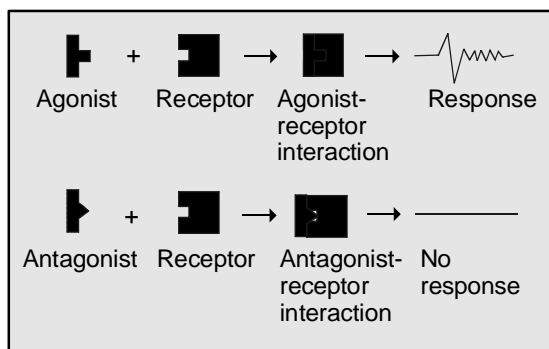 +
Agonist Receptor Agonist- Response
receptor
interaction
+
Antagonist Receptor Antagonist- No
receptor response
interaction